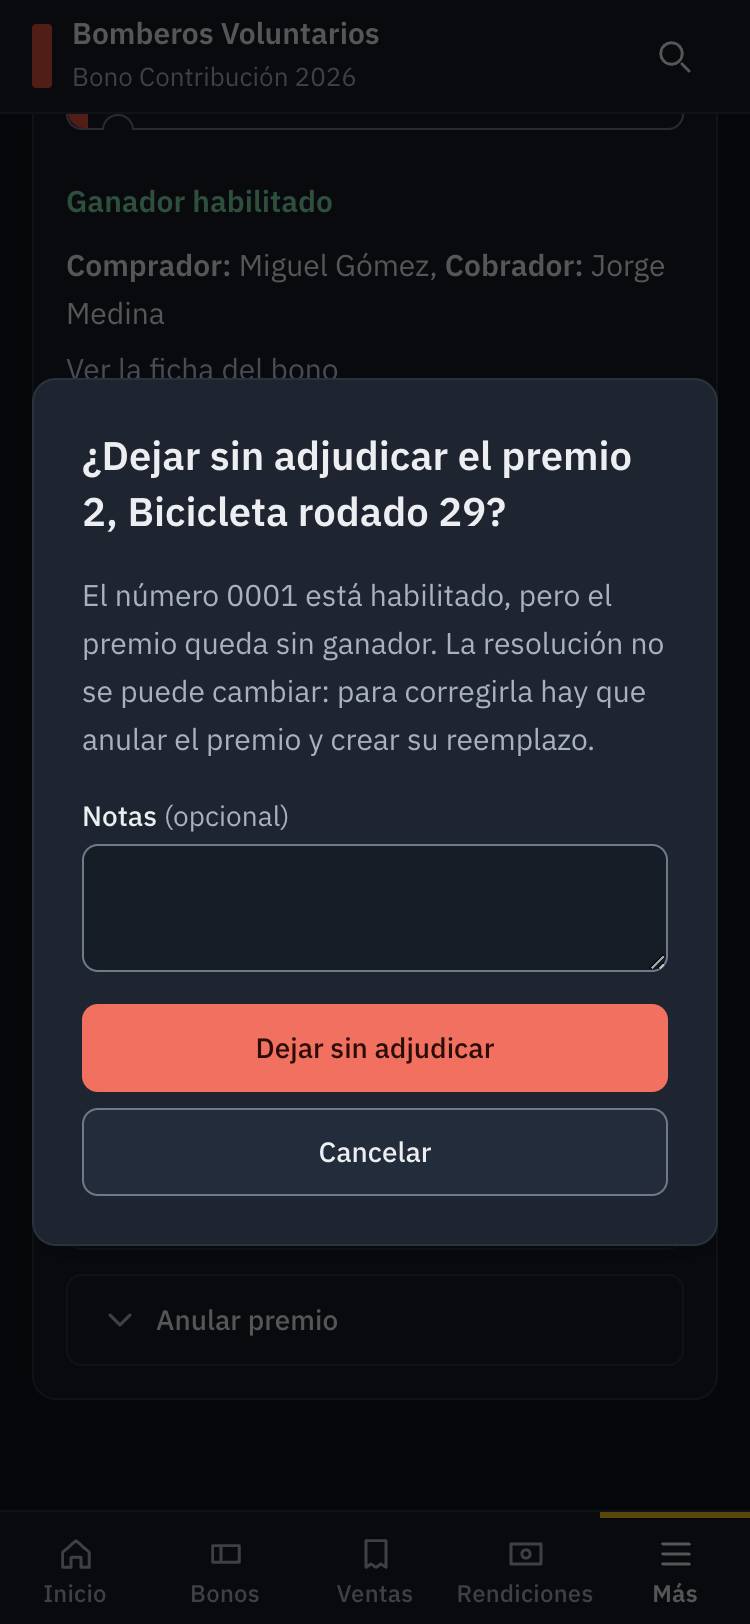 Bomberos Voluntarios
Bono Contribución 2026
Ganador habilitado
Comprador: Miguel Gómez, Cobrador: Jorge
Medina
Ver la ficha del bono
¿Dejar sin adjudicar el premio
2, Bicicleta rodado 29?
El número 0001 está habilitado, pero el
premio queda sin ganador. La resolución no
se puede cambiar: para corregirla hay que
anular el premio y crear su reemplazo.
Notas (opcional)
Dejar sin adjudicar
Cancelar
Anular premio
Inicio
Bonos
Ventas
Rendiciones
Más